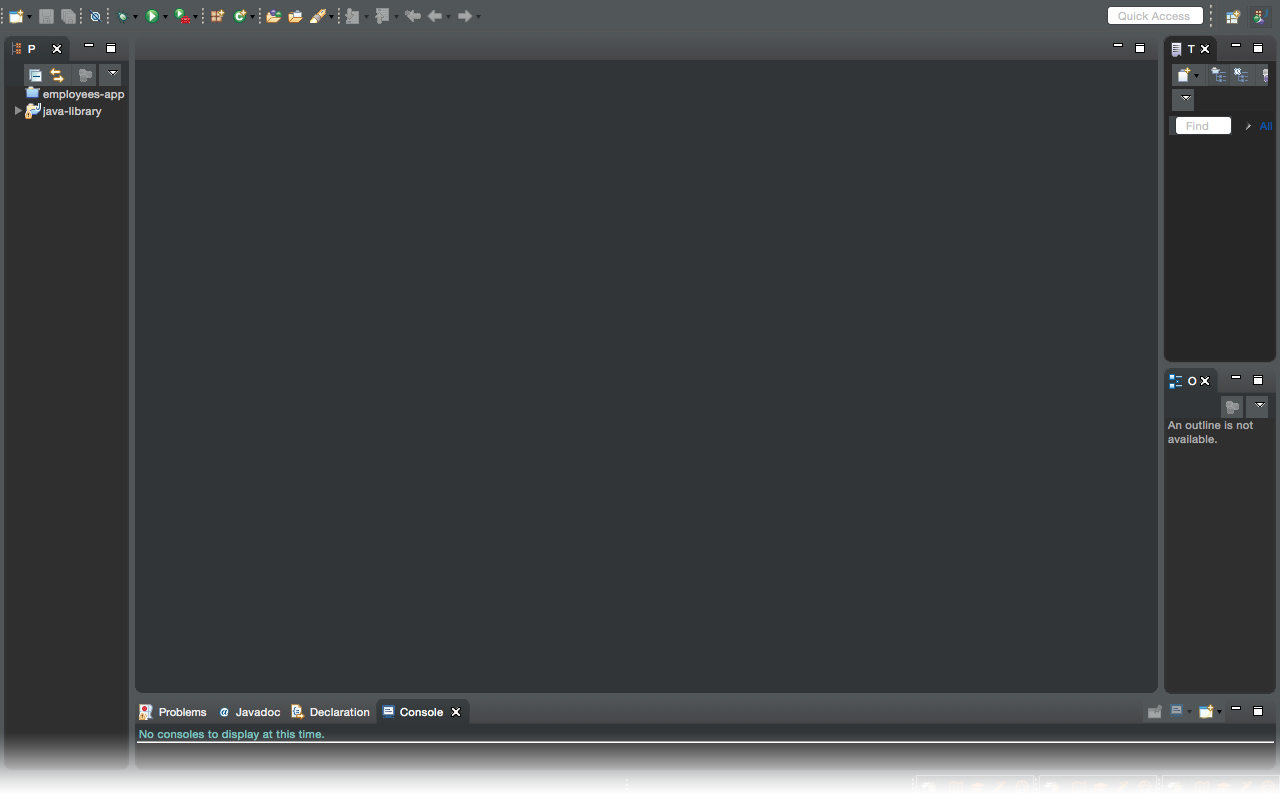 Quick Access
P
employees-app
java-library
T
Find
All
O
An outline is not
available.
Problems
Javadoc
Declaration
Console
No consoles to display at this time.